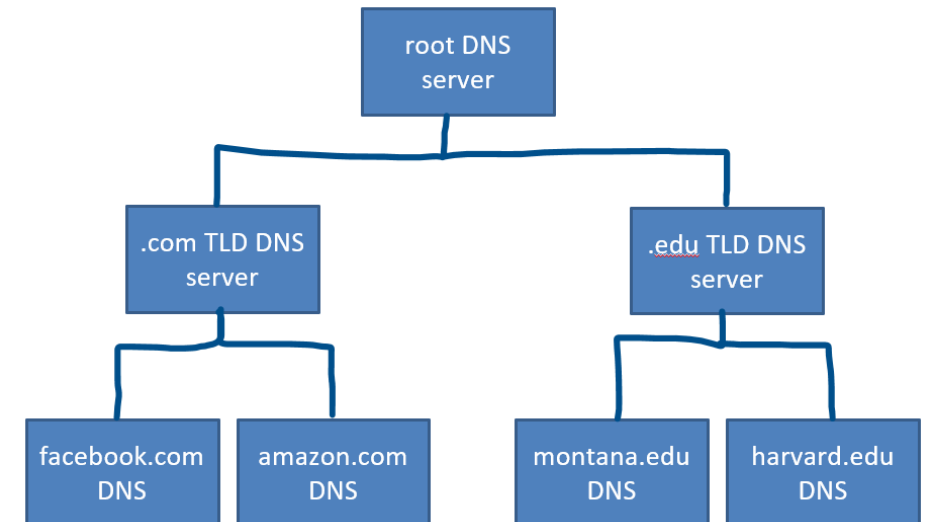 root DNS
server
.com TLD DNS
server
.edu TLD DNS
server
facebook.com
DNS
amazon.com
DNS
montana.edu
DNS
harvard.edu
DNS